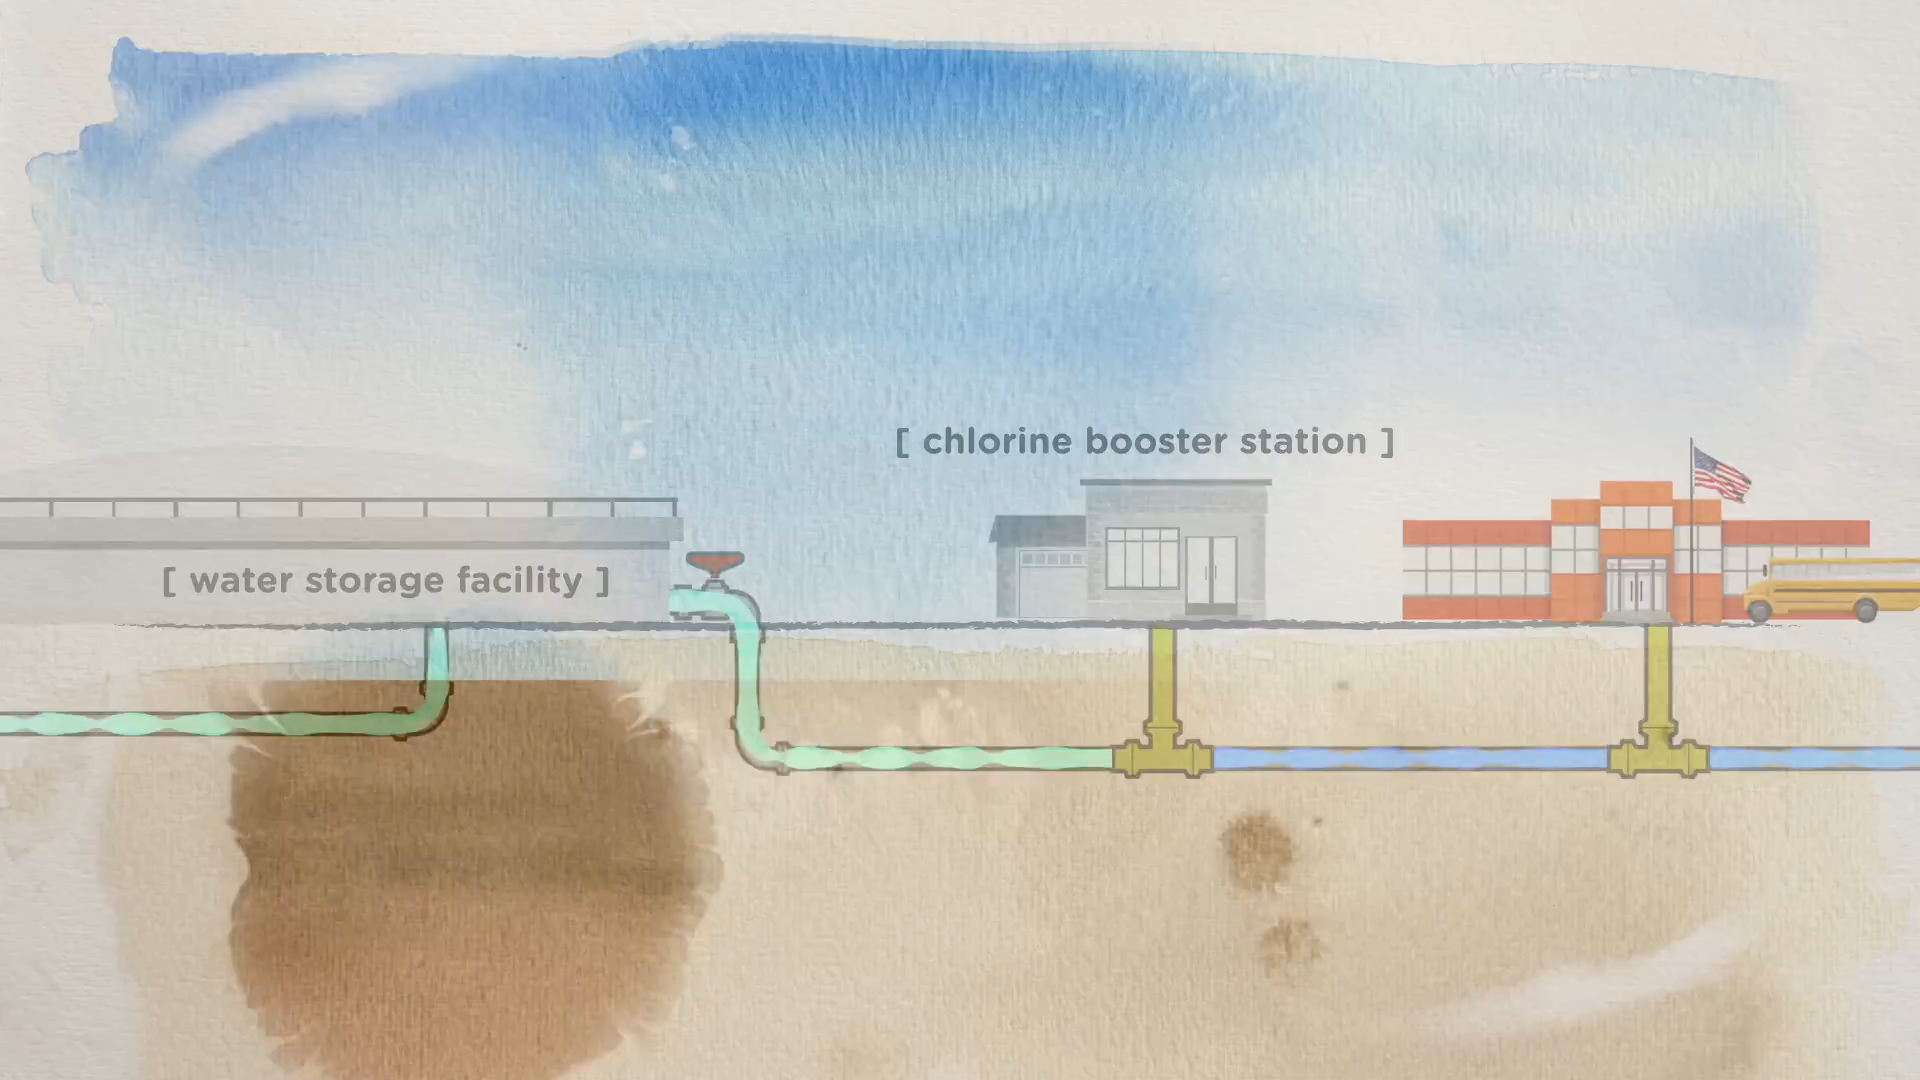 [ chlorine booster station ]
[ water storage facility ]